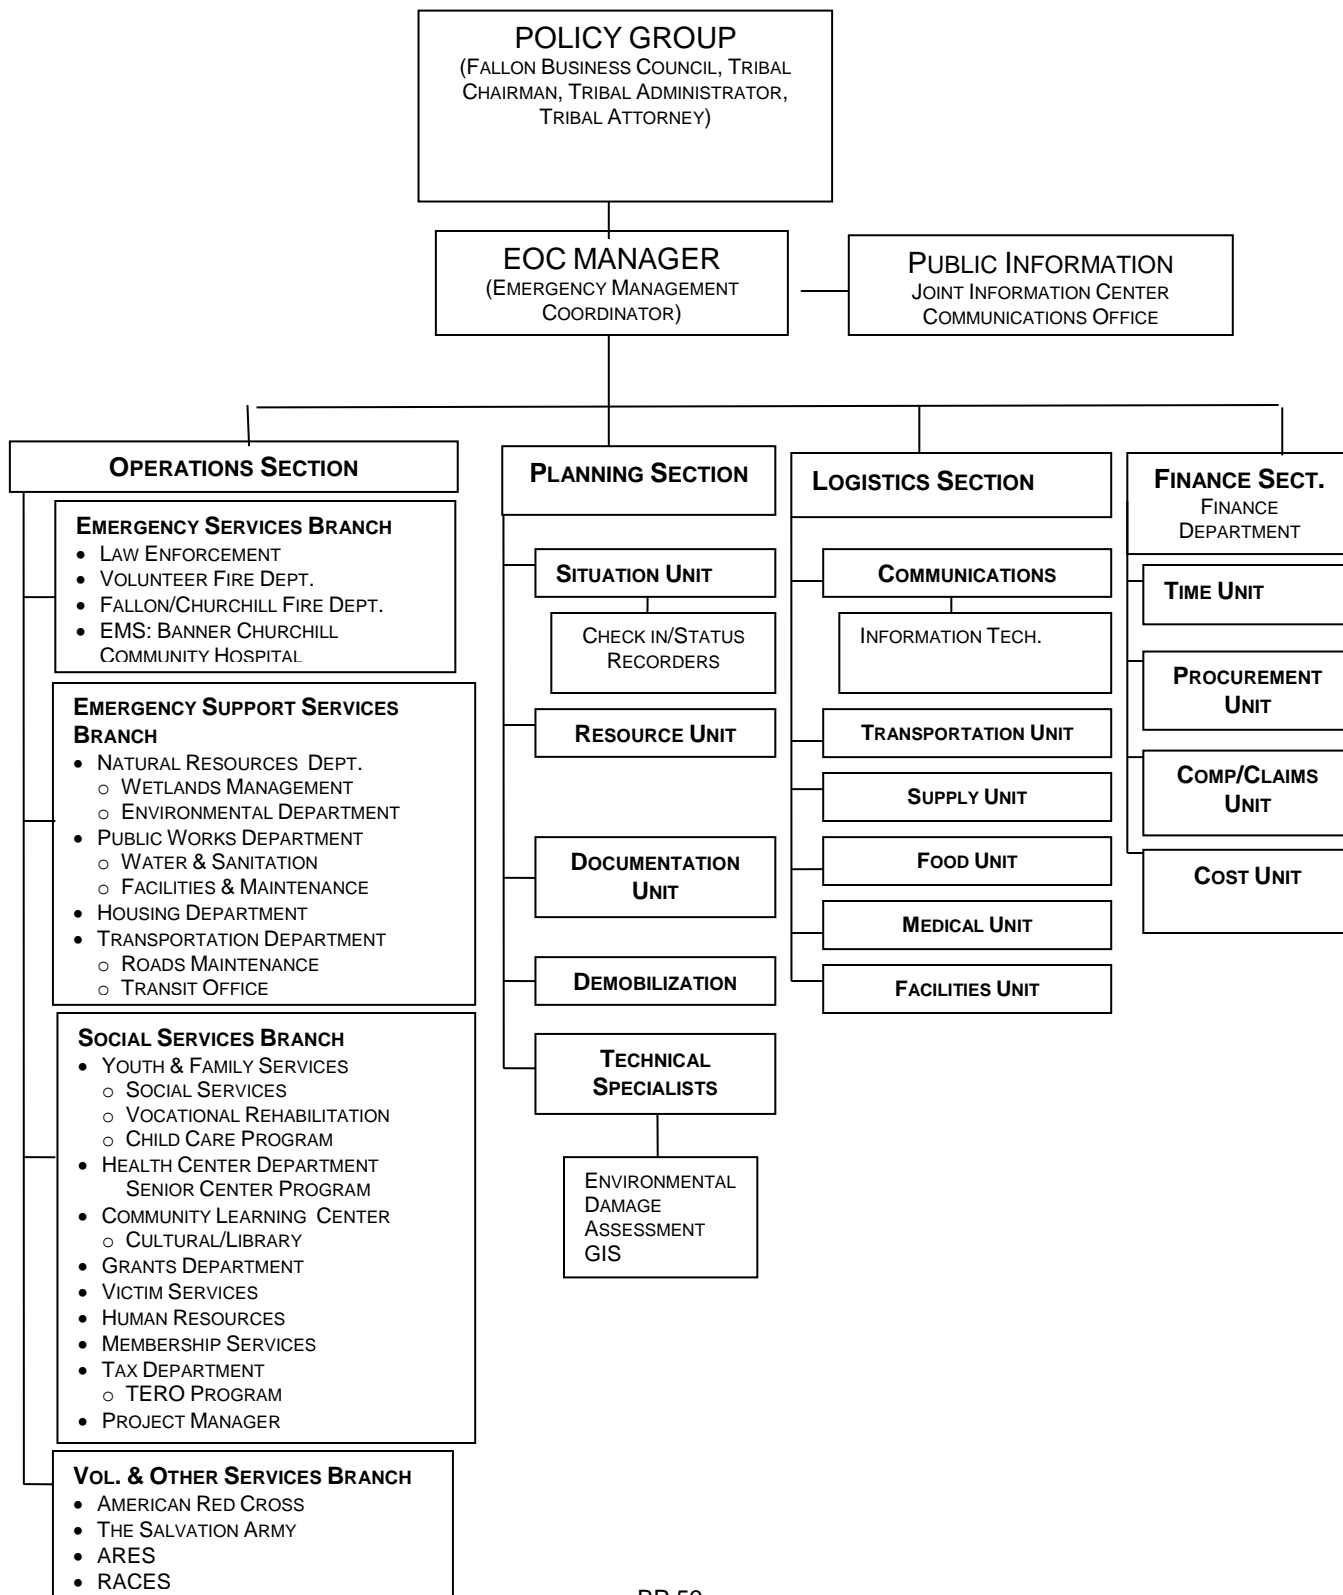 POLICY GROUP
(FALLON BUSINESS COUNCIL, TRIBAL
CHAIRMAN, TRIBAL ADMINISTRATOR,
TRIBAL ATTORNEY)
EOC MANAGER
(EMERGENCY MANAGEMENT
COORDINATOR)
PUBLIC INFORMATION
JOINT INFORMATION CENTER
COMMUNICATIONS OFFICE
OPERATIONS SECTION
EMERGENCY SERVICES BRANCH
• LAW ENFORCEMENT
• VOLUNTEER FIRE DEPT.
• FALLON/CHURCHILL FIRE DEPT.
• EMS: BANNER CHURCHILL
COMMUNITY HOSPITAL
EMERGENCY SUPPORT SERVICES
BRANCH
• NATURAL RESOURCES DEPT.
o WETLANDS MANAGEMENT
o ENVIRONMENTAL DEPARTMENT
• PUBLIC WORKS DEPARTMENT
o WATER & SANITATION
o FACILITIES & MAINTENANCE
• HOUSING DEPARTMENT
• TRANSPORTATION DEPARTMENT
o ROADS MAINTENANCE
o TRANSIT OFFICE
SOCIAL SERVICES BRANCH
• YOUTH & FAMILY SERVICES
o SOCIAL SERVICES
o VOCATIONAL REHABILITATION
o CHILD CARE PROGRAM
• HEALTH CENTER DEPARTMENT
SENIOR CENTER PROGRAM
• COMMUNITY LEARNING CENTER
o CULTURAL/LIBRARY
• GRANTS DEPARTMENT
• VICTIM SERVICES
• HUMAN RESOURCES
• MEMBERSHIP SERVICES
• TAX DEPARTMENT
o TERO PROGRAM
• PROJECT MANAGER
VOL. & OTHER SERVICES BRANCH
• AMERICAN RED CROSS
• THE SALVATION ARMY
• ARES
• RACES
PLANNING SECTION
SITUATION UNIT
CHECK IN/STATUS
RECORDERS
RESOURCE UNIT
DOCUMENTATION
UNIT
DEMOBILIZATION
TECHNICAL
SPECIALISTS
ENVIRONMENTAL
DAMAGE
ASSESSMENT
GIS
LOGISTICS SECTION
COMMUNICATIONS
INFORMATION TECH.
TRANSPORTATION UNIT
SUPPLY UNIT
FOOD UNIT
MEDICAL UNIT
FACILITIES UNIT
FINANCE SECT.
FINANCE
DEPARTMENT
TIME UNIT
PROCUREMENT
UNIT
COMP/CLAIMS
UNIT
COST UNIT